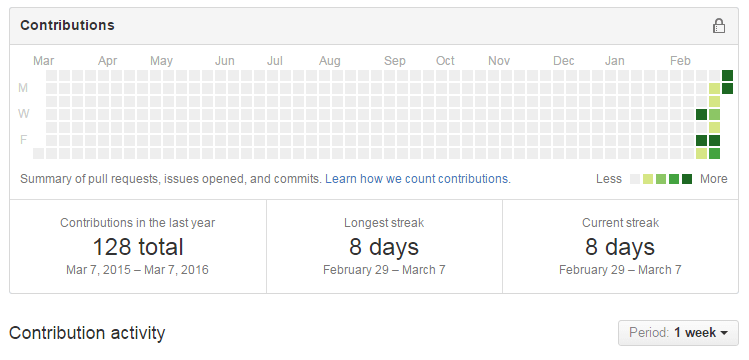 Contributions
Mar Apr May Jun Jul Aug Sep Oct Nov Dec Jan Feb
M
W
F
Summary of pull requests, issues opened, and commits. Learn how we count contributions. Less More
Contributions in the last year Longest streak Current streak
128 total 8 days 8 days
Mar 7, 2015 – Mar 7, 2016 February 29 – March 7 February 29 – March 7
Contribution activity Period: 1 week